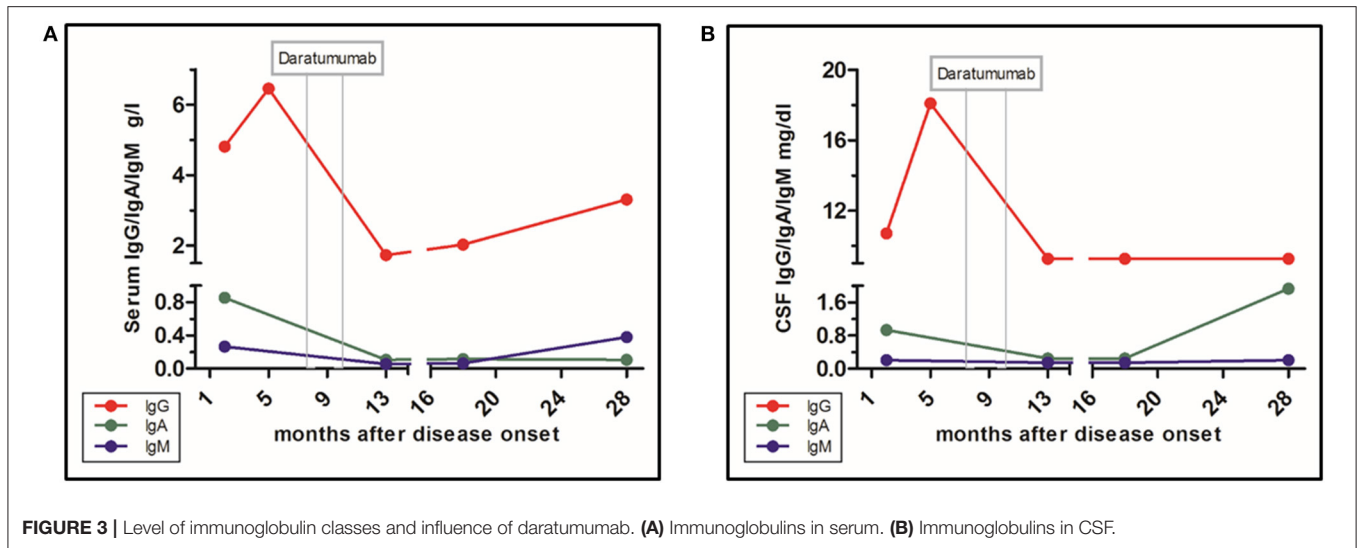 A
Daratumumab
Serum IgG/IgA/IgM g/l
6
4
2
0.8
0.4
0.0
1 5 9 13 16 20 24 28
months after disease onset
IgG
IgA
IgM
B
Daratumumab
CSF IgG/IgA/IgM mg/dl
20
16
12
1.6
0.8
0.0
1 5 9 13 16 20 24 28
months after disease onset
IgG
IgA
IgM
FIGURE 3 | Level of immunoglobulin classes and influence of daratumumab. (A) Immunoglobulins in serum. (B) Immunoglobulins in CSF.